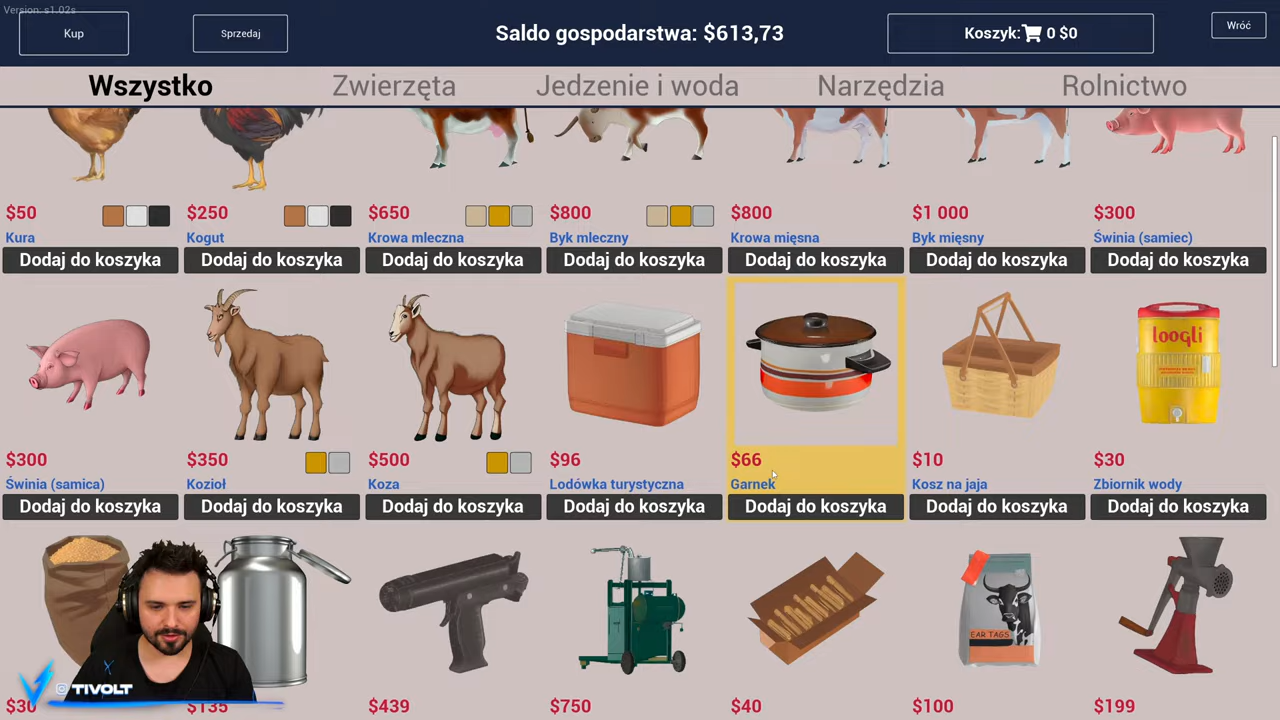 Version: s1.02s
Kup
Sprzedaj
Saldo gospodarstwa: $613,73
Koszyk: 0 $0
Wróć
Wszystko
Zwierzęta
Jedzenie i woda
Narzędzia
Rolnictwo
$50
$250
$650
$800
$800
$1 000
$300
Kura
Kogut
Krowa mleczna
Byk mleczny
Krowa mięsna
Byk mięsny
Świnia (samiec)
Dodaj do koszyka
Dodaj do koszyka
Dodaj do koszyka
Dodaj do koszyka
Dodaj do koszyka
Dodaj do koszyka
Dodaj do koszyka
loogli
$300
$350
$500
$96
$66
$10
$30
Świnia (samica)
Kozioł
Koza
Lodówka turystyczna
Garnek
Kosz na jaja
Zbiornik wody
Dodaj do koszyka
Dodaj do koszyka
Dodaj do koszyka
Dodaj do koszyka
Dodaj do koszyka
Dodaj do koszyka
Dodaj do koszyka
EAR TAGS
TIVOLT
$30
$135
$439
$750
$40
$100
$199